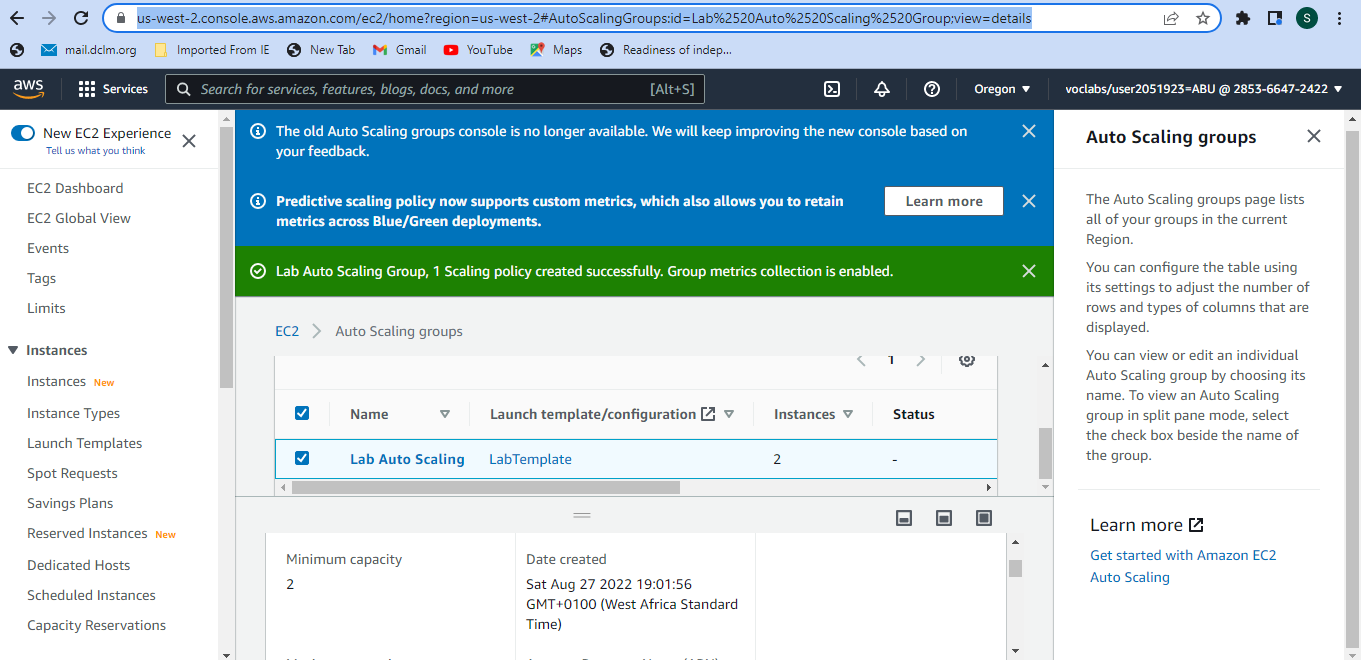 us-west-2.console.aws.amazon.com/ec2/home?region=us-west-2#AutoScalingGroups:id=Lab%2520Auto%2520Scaling%2520Group;view=details
S
mail.dclm.org
Imported From IE
New Tab
Gmail
YouTube
Maps
Readiness of indep...
aws
Services
Search for services, features, blogs, docs, and more
[Alt+S]
Oregon
voclabs/user2051923=ABU @ 2853-6647-2422
New EC2 Experience
Tell us what you think
EC2 Dashboard
EC2 Global View
Events
Tags
Limits
Instances
Instances New
Instance Types
Launch Templates
Spot Requests
Savings Plans
Reserved Instances New
Dedicated Hosts
Scheduled Instances
Capacity Reservations
The old Auto Scaling groups console is no longer available. We will keep improving the new console based on
your feedback.
Predictive scaling policy now supports custom metrics, which also allows you to retain
metrics across Blue/Green deployments.
Learn more
Lab Auto Scaling Group, 1 Scaling policy created successfully. Group metrics collection is enabled.
EC2
Auto Scaling groups
1
Name
Launch template/configuration
Instances
Status
Lab Auto Scaling
LabTemplate
2
-
Minimum capacity
2
Date created
Sat Aug 27 2022 19:01:56
GMT+0100 (West Africa Standard
Time)
Auto Scaling groups
The Auto Scaling groups page lists
all of your groups in the current
Region.
You can configure the table using
its settings to adjust the number of
rows and types of columns that are
displayed.
You can view or edit an individual
Auto Scaling group by choosing its
name. To view an Auto Scaling
group in split pane mode, select
the check box beside the name of
the group.
Learn more
Get started with Amazon EC2
Auto Scaling